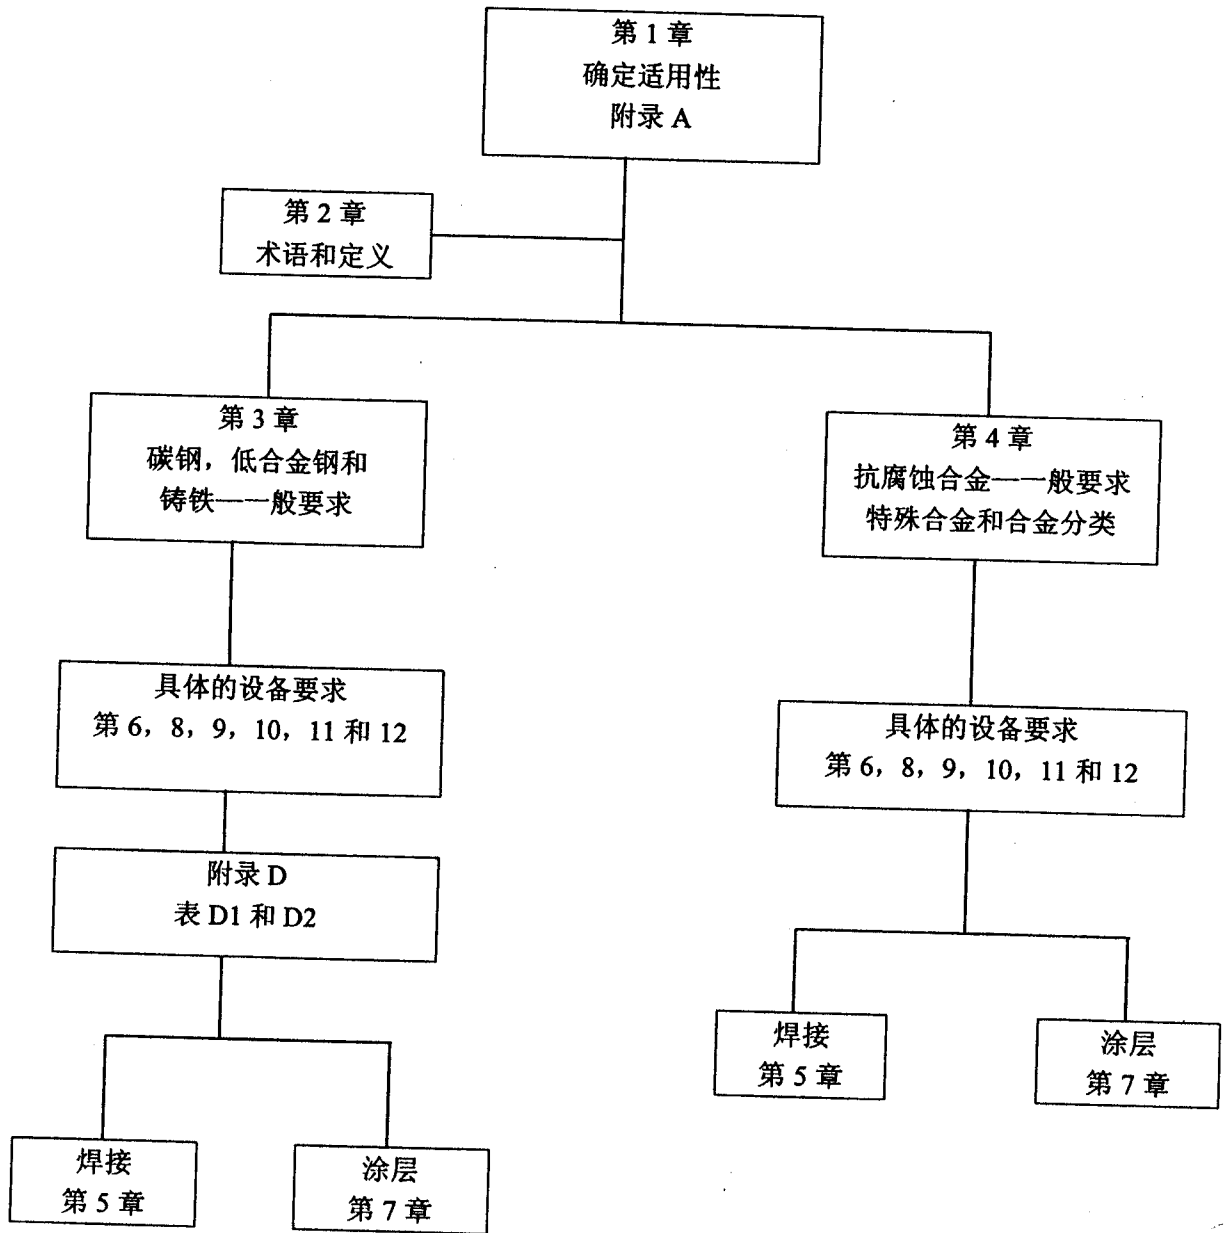 第 1 章
确定适用性
附录 A
第 2 章
术语和定义
第 3 章
碳钢，低合金钢和
铸铁——一般要求
第 4 章
抗腐蚀合金——一般要求
特殊合金和合金分类
具体的设备要求
第 6，8，9，10，11 和 12
具体的设备要求
第 6，8，9，10，11 和 12
附录 D
表 D1 和 D2
焊接
第 5 章
涂层
第 7 章
焊接
第 5 章
涂层
第 7 章